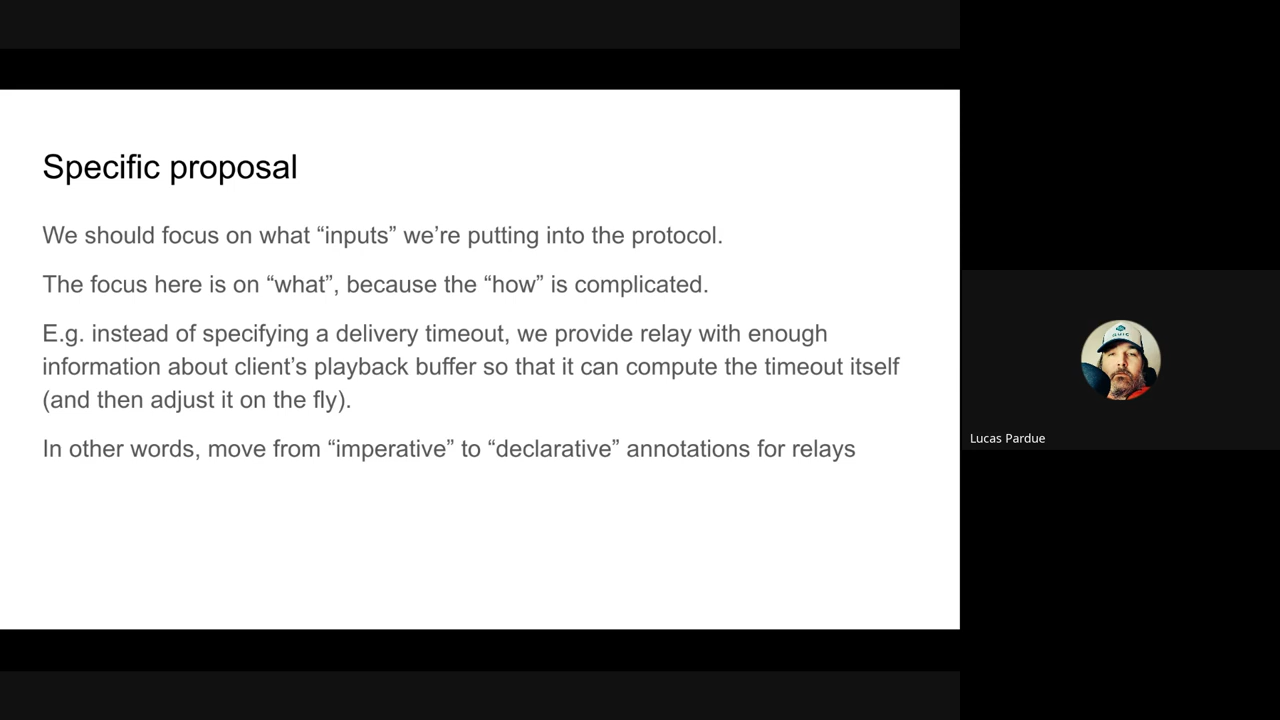 Specific proposal
We should focus on what “inputs” we’re putting into the protocol.
The focus here is on “what”, because the “how” is complicated.
E.g. instead of specifying a delivery timeout, we provide relay with enough
information about client’s playback buffer so that it can compute the timeout itself
(and then adjust it on the fly).
In other words, move from “imperative” to “declarative” annotations for relays
Lucas Pardue